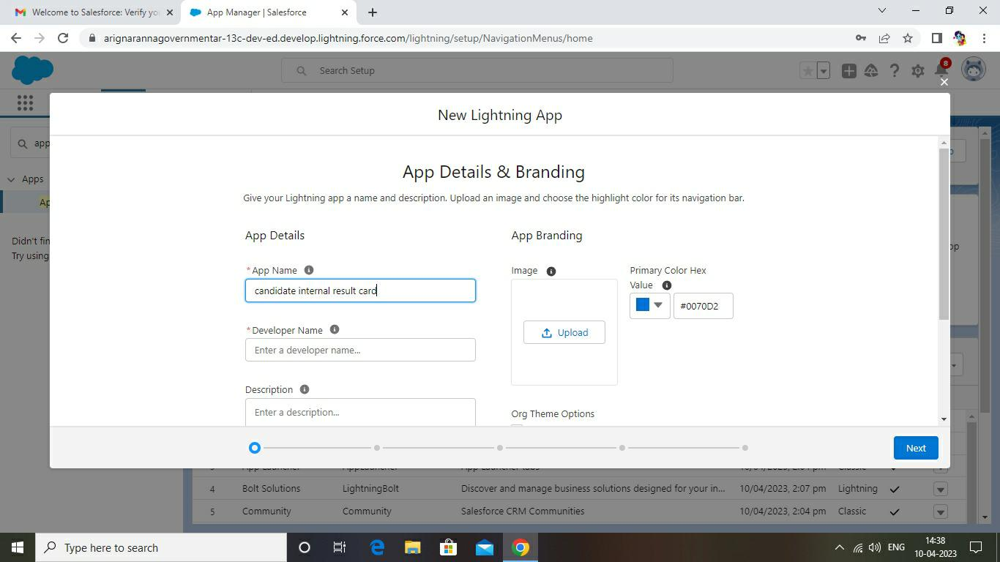 Welcome to Salesforce: Verify yo
App Manager | Salesforce
arignarannagovernmentar-13c-dev-ed.develop.lightning.force.com/lightning/setup/NavigationMenus/home
Search Setup
8
New Lightning App
app
Apps
Ap
Didn't fin
Try using
App Details & Branding
Give your Lightning app a name and description. Upload an image and choose the highlight color for its navigation bar.
App Details
App Branding
* App Name
candidate internal result card
Image
Primary Color Hex
Value
#0070D2
* Developer Name
Enter a developer name...
Upload
Description
Enter a description...
Org Theme Options
op
Next
4 Bolt Solutions LightningBolt Discover and manage business solutions designed for your in... 10/04/2023, 2:07 pm Lightning
5 Community Community Salesforce CRM Communities 10/04/2023, 2:04 pm Classic
Type here to search
ENG
14:38
10-04-2023